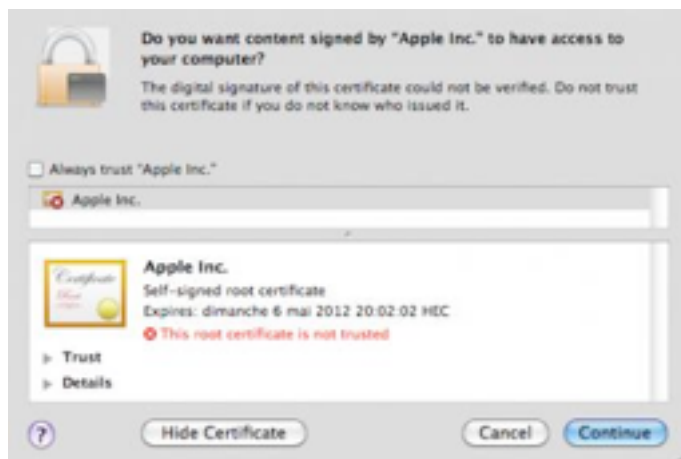 Do you want content signed by "Apple Inc." to have access to
your computer?
The digital signature of this certificate could not be verified. Do not trust
this certificate if you do not know who issued it.
Always trust "Apple Inc."
Apple Inc.
Apple Inc.
Self-signed root certificate
Expires: dimanche 6 mai 2012 20:02:02 HEC
This root certificate is not trusted
Trust
Details
? Hide Certificate Cancel Continue